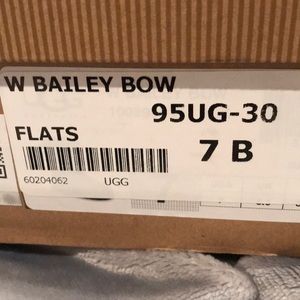 W BAILEY BOW
95UG-30
FLATS
7 B
60204062 UGG